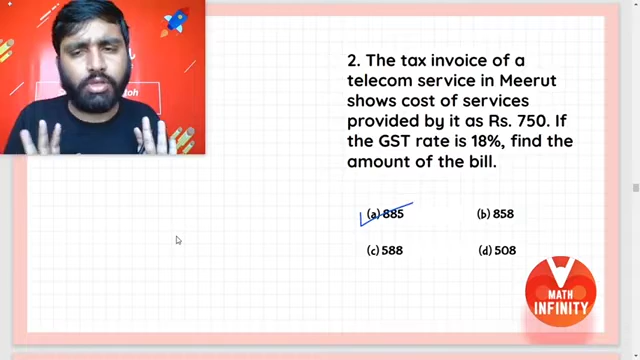 toh
2. The tax invoice of a
telecom service in Meerut
shows cost of services
provided by it as Rs. 750. If
the GST rate is 18%, find the
amount of the bill.
(a) 885
(b) 858
(c) 588
(d) 508
MATH
INFINITY